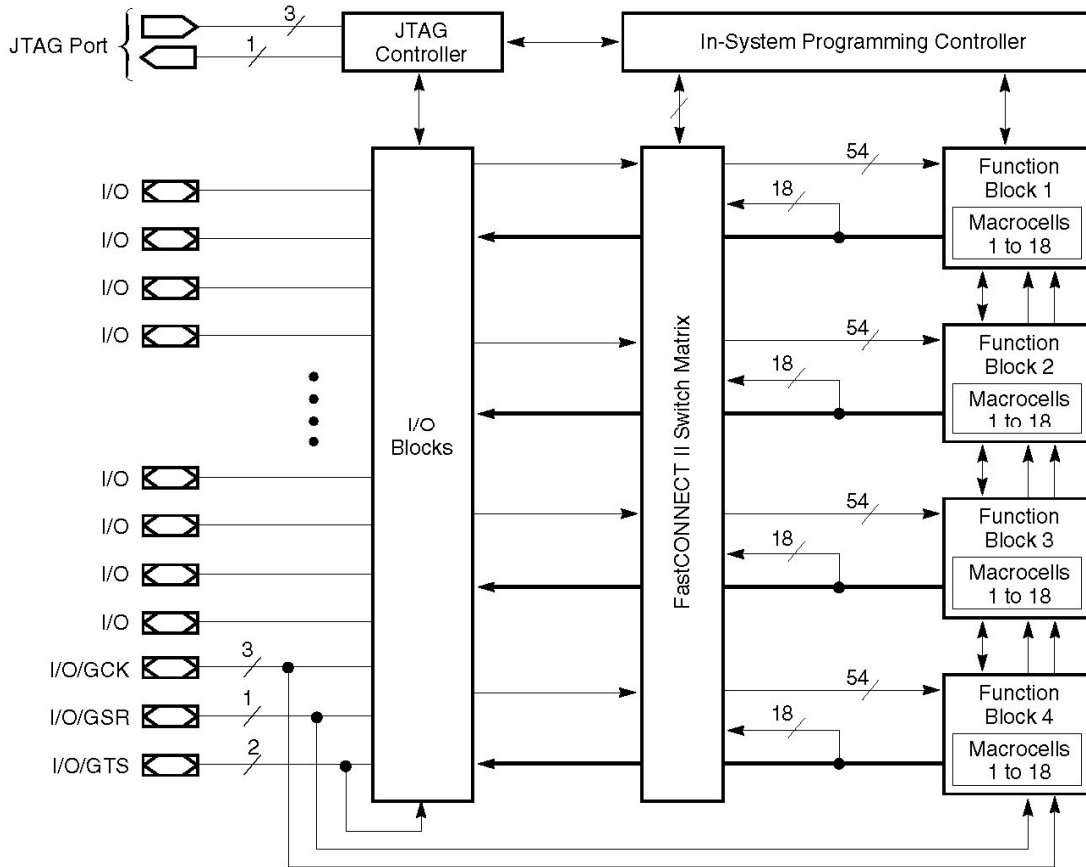 JTAG Port
3
1
JTAG
Controller
In-System Programming Controller
I/O
I/O
I/O
I/O
I/O
I/O
I/O
I/O
I/O/GCK
3
I/O/GSR
1
I/O/GTS
2
I/O
Blocks
FastCONNECT II Switch Matrix
54
18
Function
Block 1
Macrocells
1 to 18
54
18
Function
Block 2
Macrocells
1 to 18
54
18
Function
Block 3
Macrocells
1 to 18
54
18
Function
Block 4
Macrocells
1 to 18